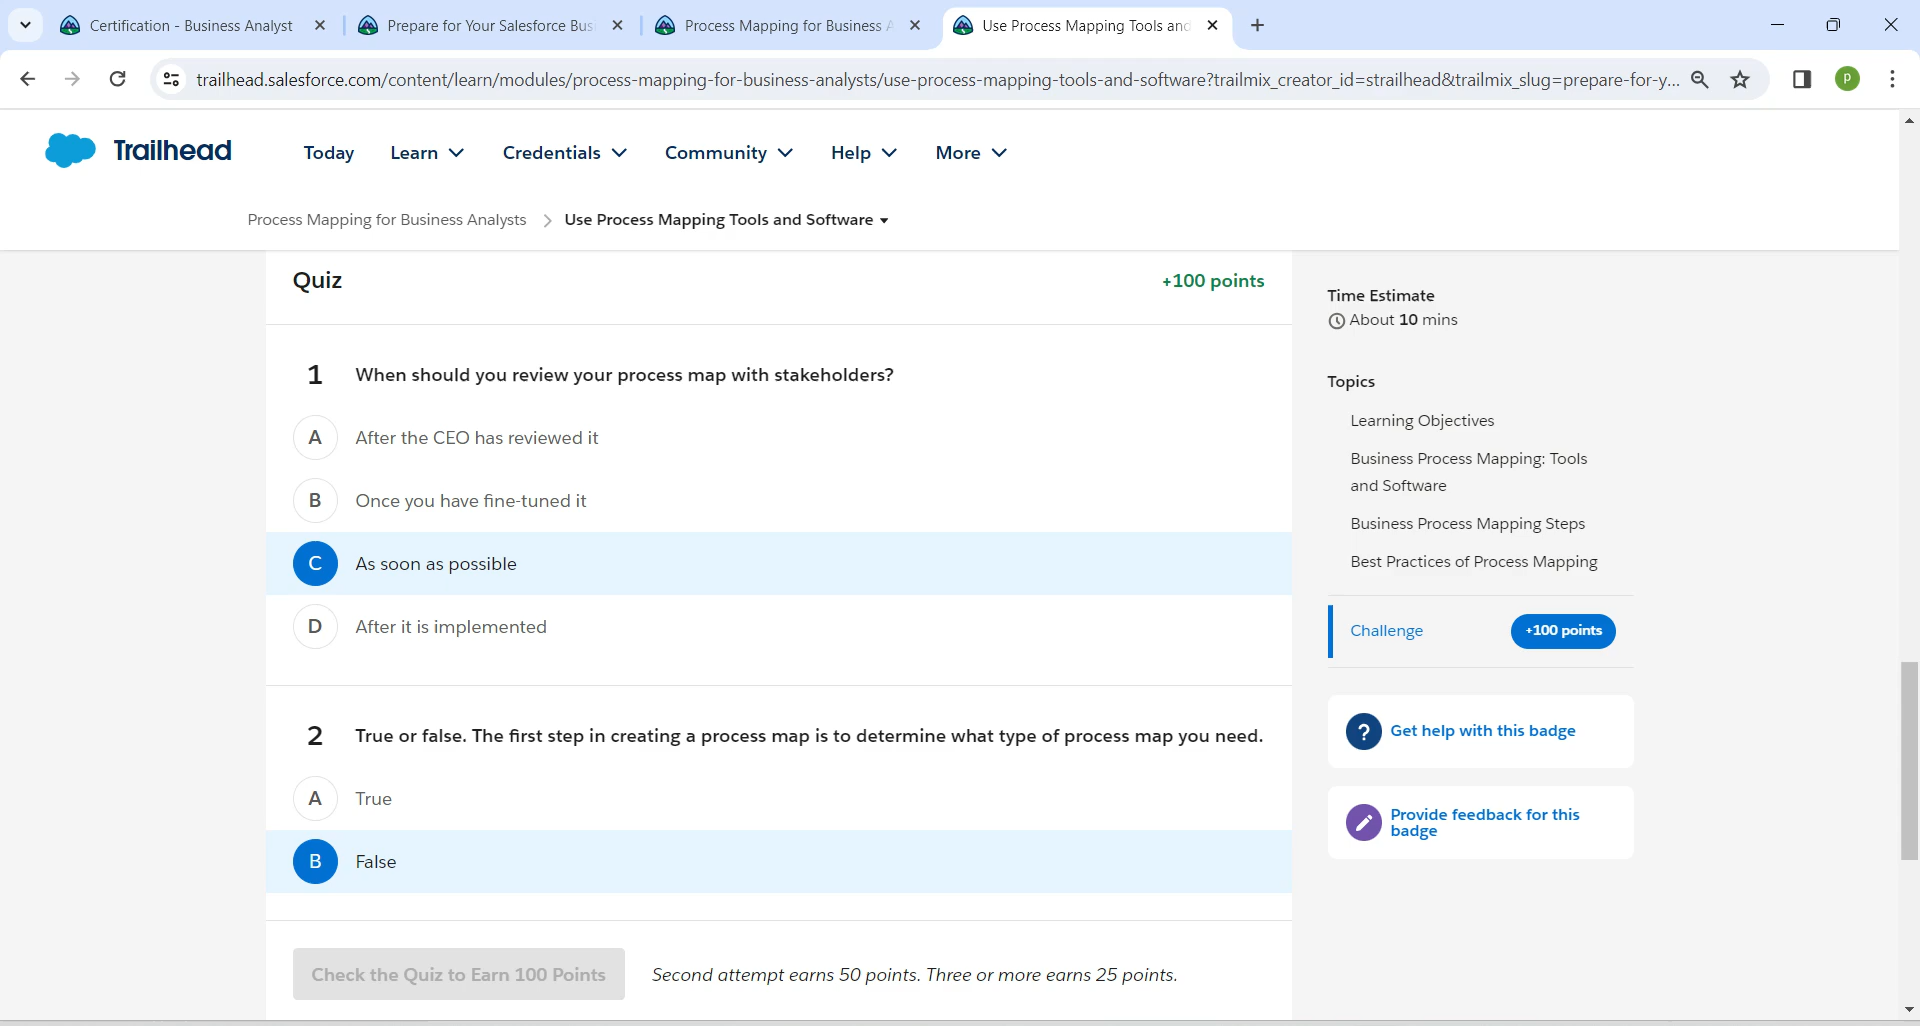 Certification - Business Analyst
Prepare for Your Salesforce Bus
Process Mapping for Business A
Use Process Mapping Tools and
trailhead.salesforce.com/content/learn/modules/process-mapping-for-business-analysts/use-process-mapping-tools-and-software?trailmix_creator_id=strailhead&trailmix_slug=prepare-for-y...
P
Trailhead
Today
Learn
Credentials
Community
Help
More
Process Mapping for Business Analysts
Use Process Mapping Tools and Software
Quiz
+100 points
1 When should you review your process map with stakeholders?
A After the CEO has reviewed it
B Once you have fine-tuned it
C As soon as possible
D After it is implemented
2 True or false. The first step in creating a process map is to determine what type of process map you need.
A True
B False
Check the Quiz to Earn 100 Points
Second attempt earns 50 points. Three or more earns 25 points.
Time Estimate
About 10 mins
Topics
Learning Objectives
Business Process Mapping: Tools
and Software
Business Process Mapping Steps
Best Practices of Process Mapping
Challenge
+100 points
? Get help with this badge
Provide feedback for this
badge